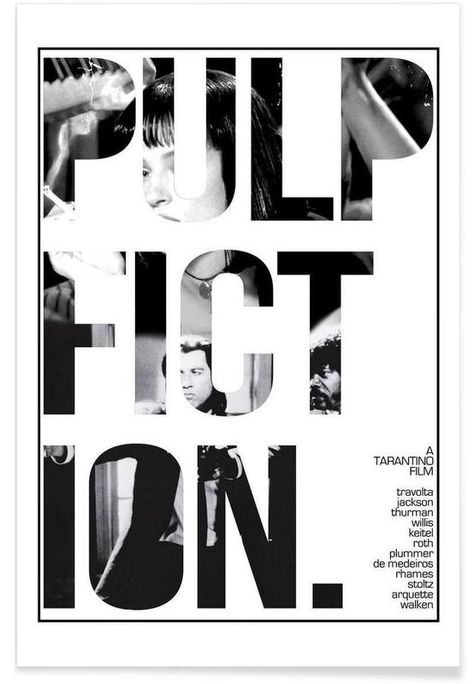 PULP
FICT
ION.
A
TARANTINO
FILM
travolta
jackson
thurman
willis
keitel
roth
plummer
de medeiros
rhames
stoltz
arquette
walken